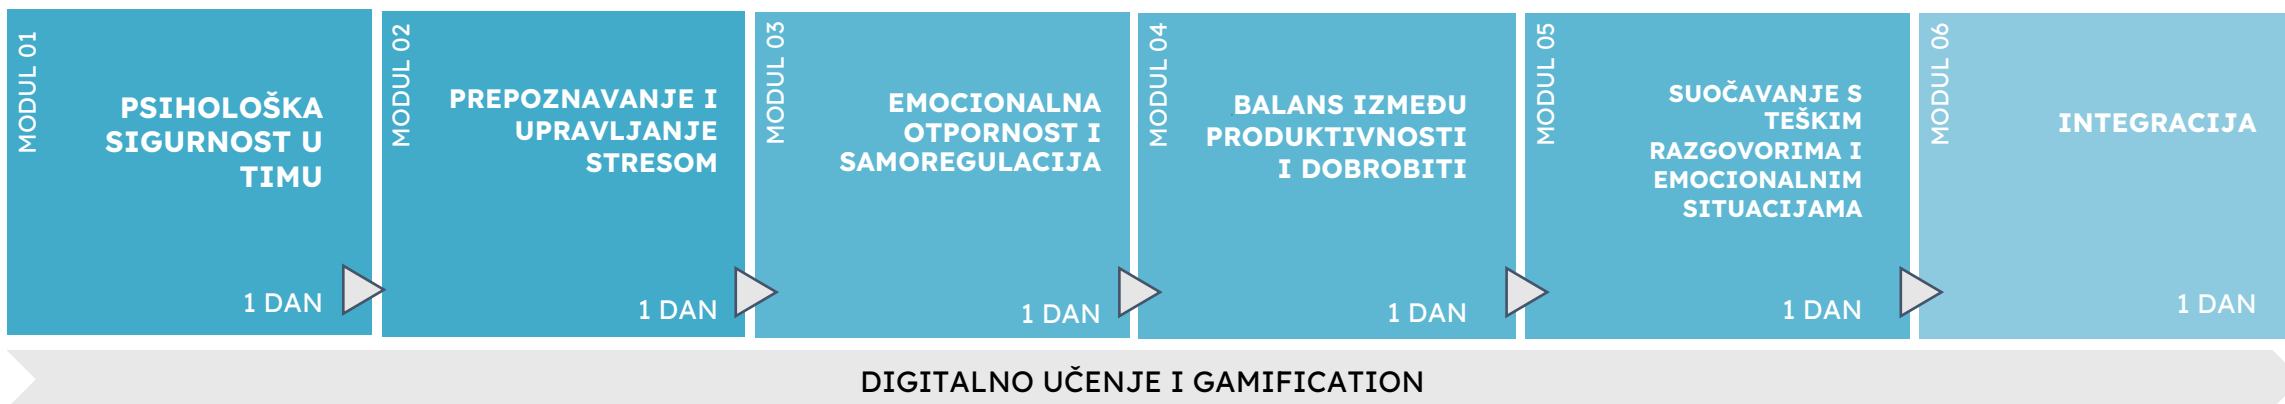 MODUL 01
PSIHOLOŠKA
SIGURNOST U
TIMU
1 DAN
MODUL 02
PREPOZNAVANJE I
UPRAVLJANJE
STRESOM
1 DAN
MODUL 03
EMOCIONALNA
OTPORNOST I
SAMOREGULACIJA
1 DAN
MODUL 04
BALANS IZMEĐU
PRODUKTIVNOSTI
I DOBROBITI
1 DAN
MODUL 05
SUOČAVANJE S
TEŠKIM
RAZGOVORIMA I
EMOCIONALNIM
SITUACIJAMA
1 DAN
MODUL 06
INTEGRACIJA
1 DAN
DIGITALNO UČENJE I GAMIFICATION